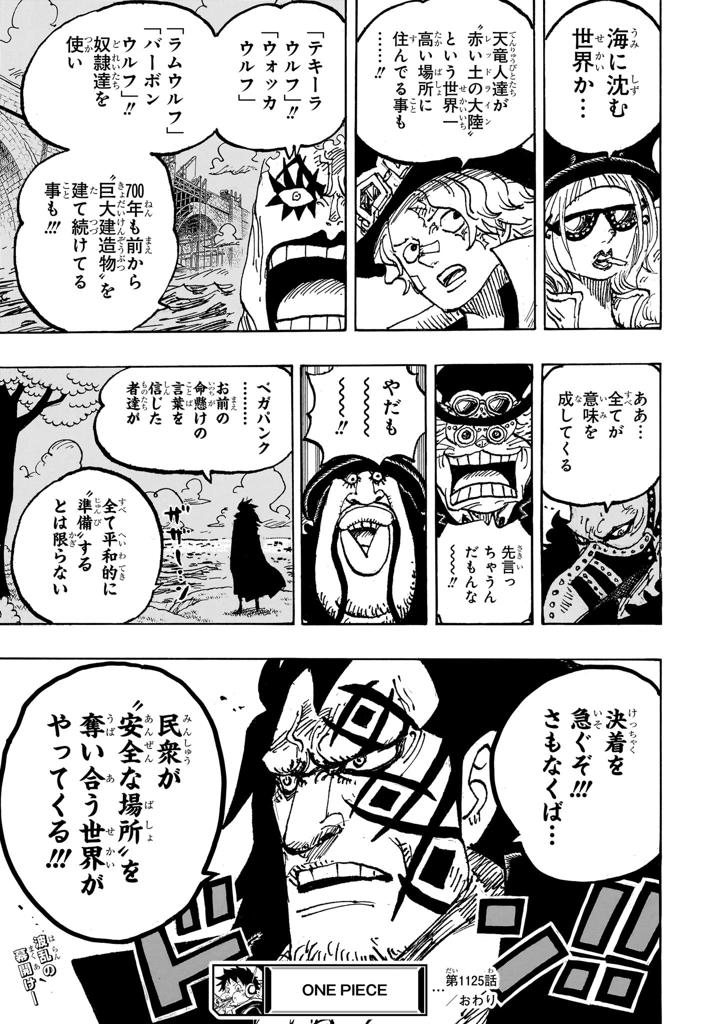 海に沈む
世界か…
天竜人達が
〝赤い土の大陸〟
という世界一
高い場所に
住んでる事も
……!!
「テキーラ
ウルフ」!!
「ウォッカ
ウルフ」
「ラムウルフ」
「バーボン
ウルフ」!!
奴隷達を
使い
700年も前から
〝巨大建造物〟を
建て続けてる
事も!!!
ああ…
全てが
意味を
成してくる
先言っ
ちゃうん
だもんな
〜〜〜!!
やだも
〜〜〜〜
〜〜〜!!
ベガパンク
………
お前の
命懸けの
言葉を
信じた
者達が
全て平和的に
〝準備〟する
とは限らない
ザザーン…
決着を
急ぐぞ!!!
さもなくば…
民衆が
〝安全な場所〟を
奪い合う世界が
やってくる!!!
ドン!!
波乱の
幕開けー
ONE PIECE
…第1125話
／おわり